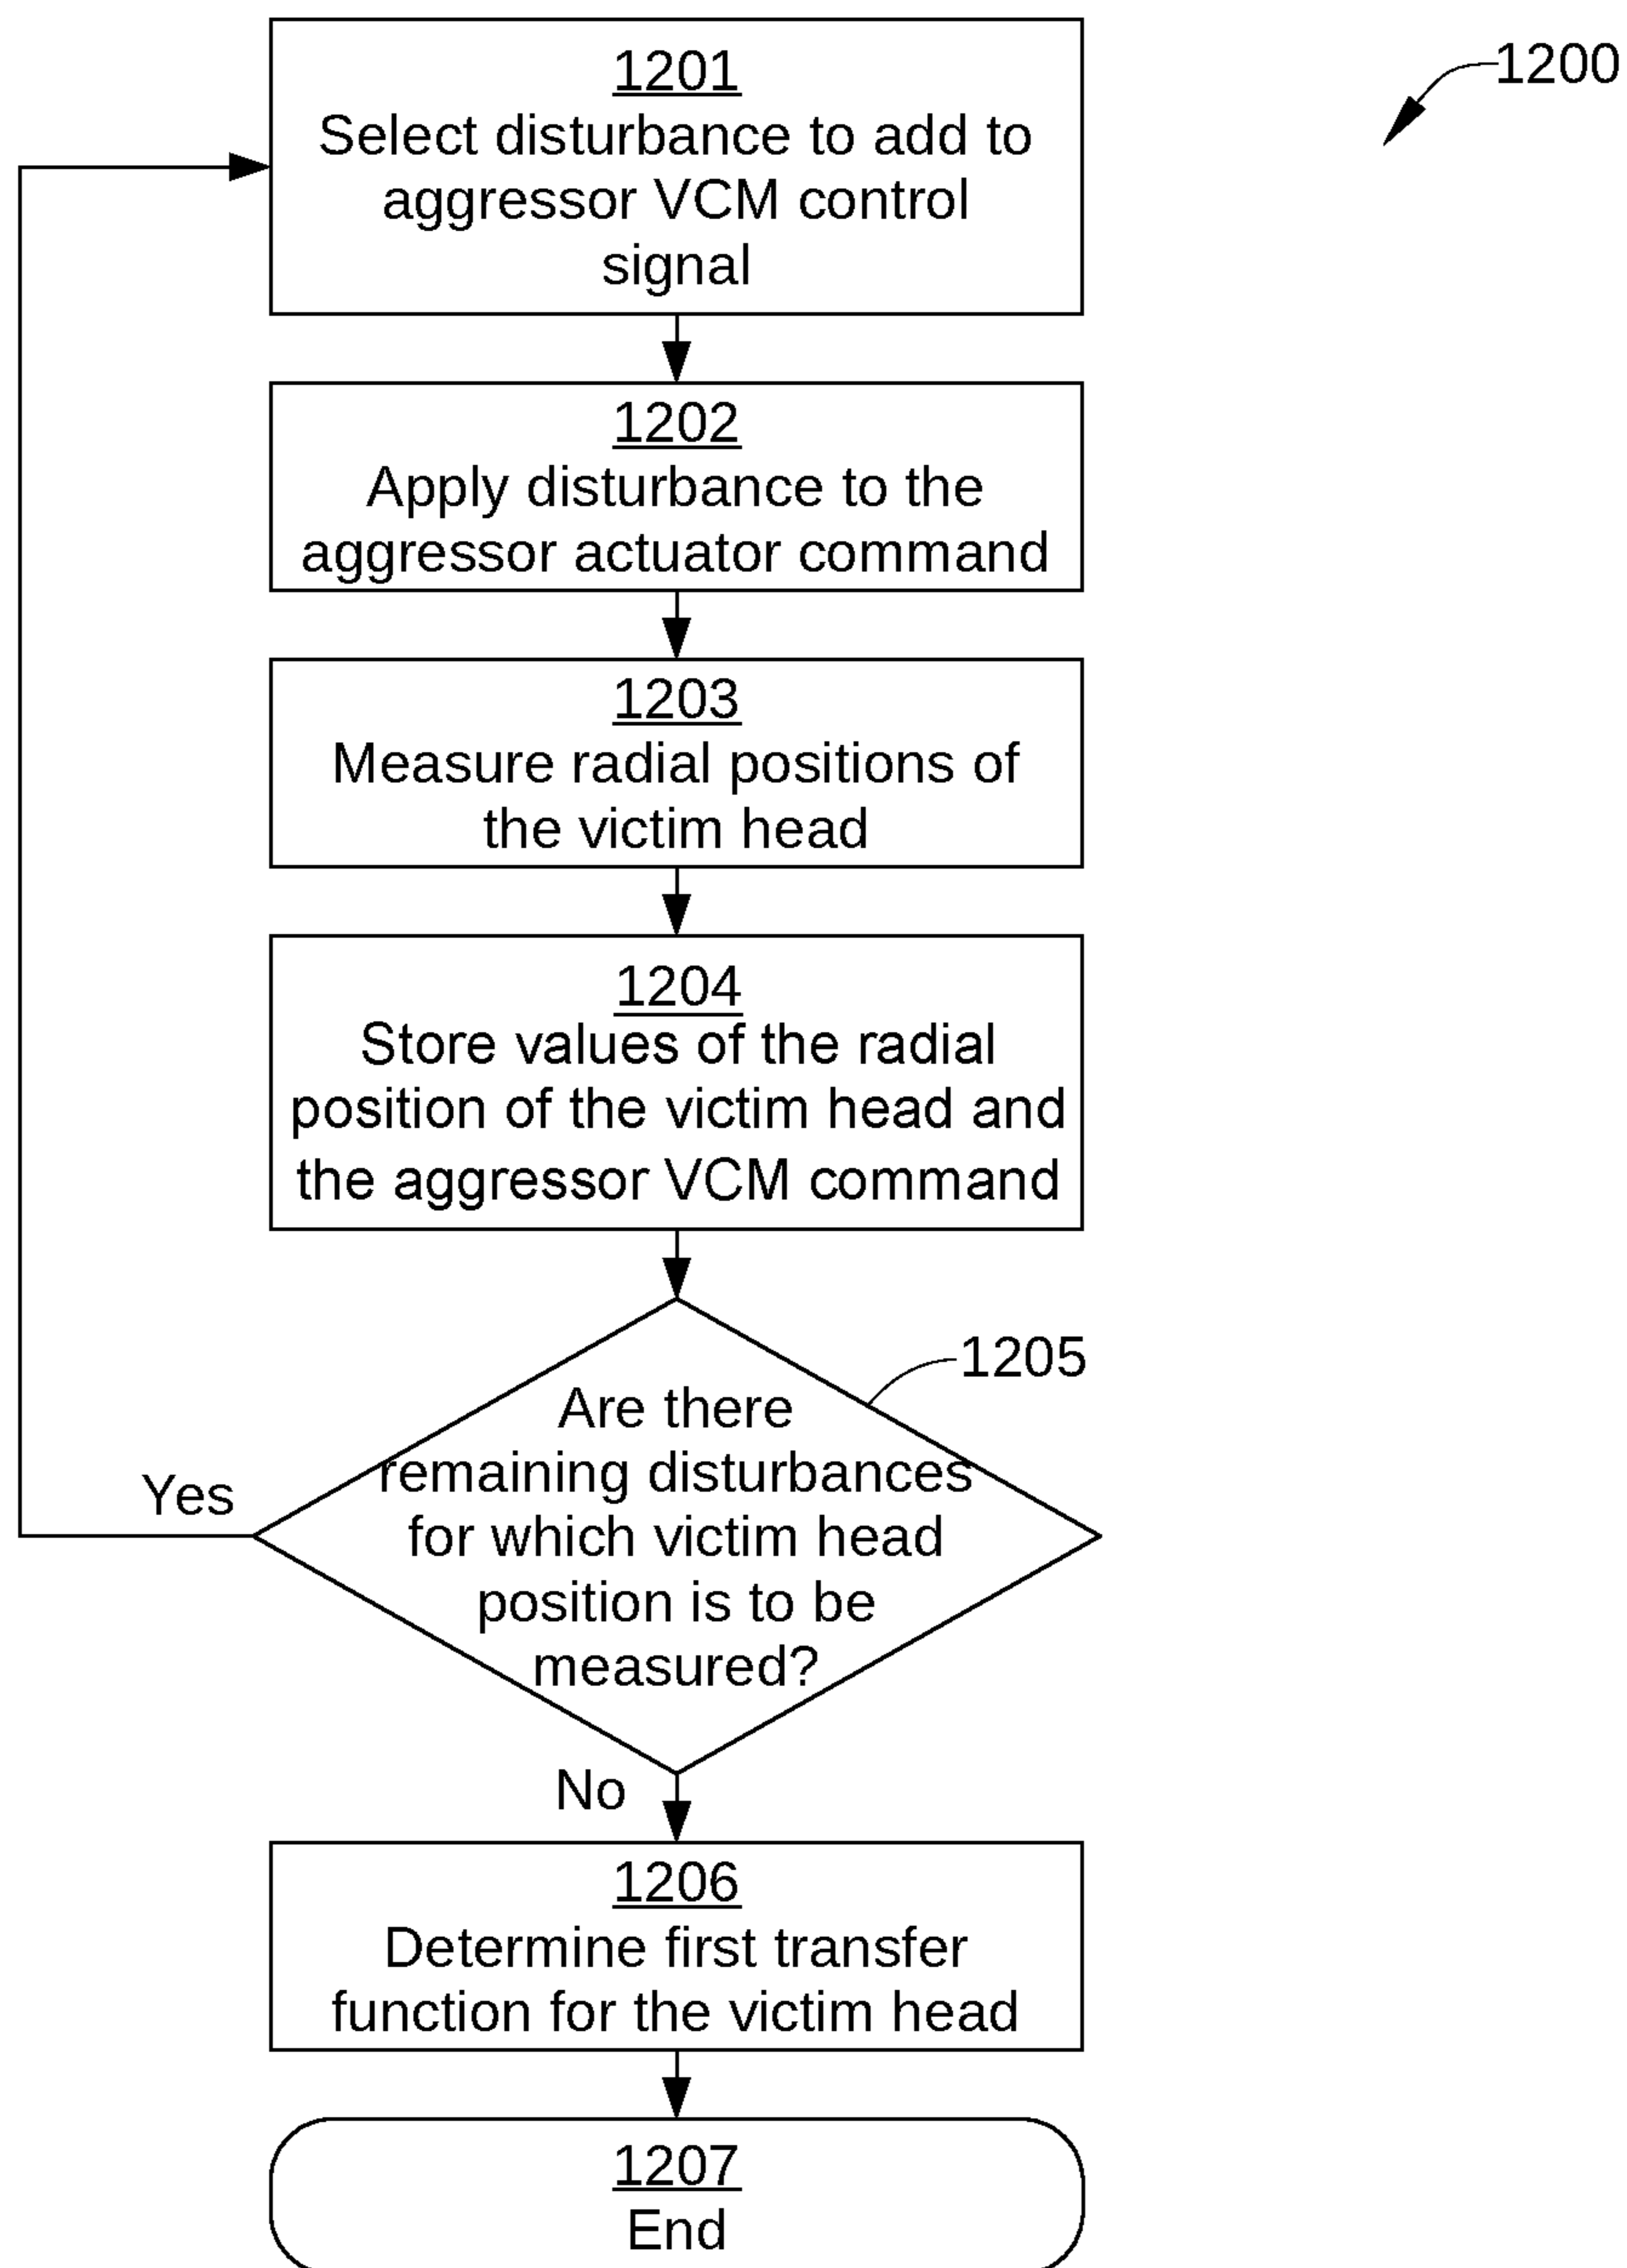 1200
1201
Select disturbance to add to
aggressor VCM control
signal
1202
Apply disturbance to the
aggressor actuator command
1203
Measure radial positions of
the victim head
1204
Store values of the radial
position of the victim head and
the aggressor VCM command
1205
Are there
remaining disturbances
for which victim head
position is to be
measured?
Yes
No
1206
Determine first transfer
function for the victim head
1207
End